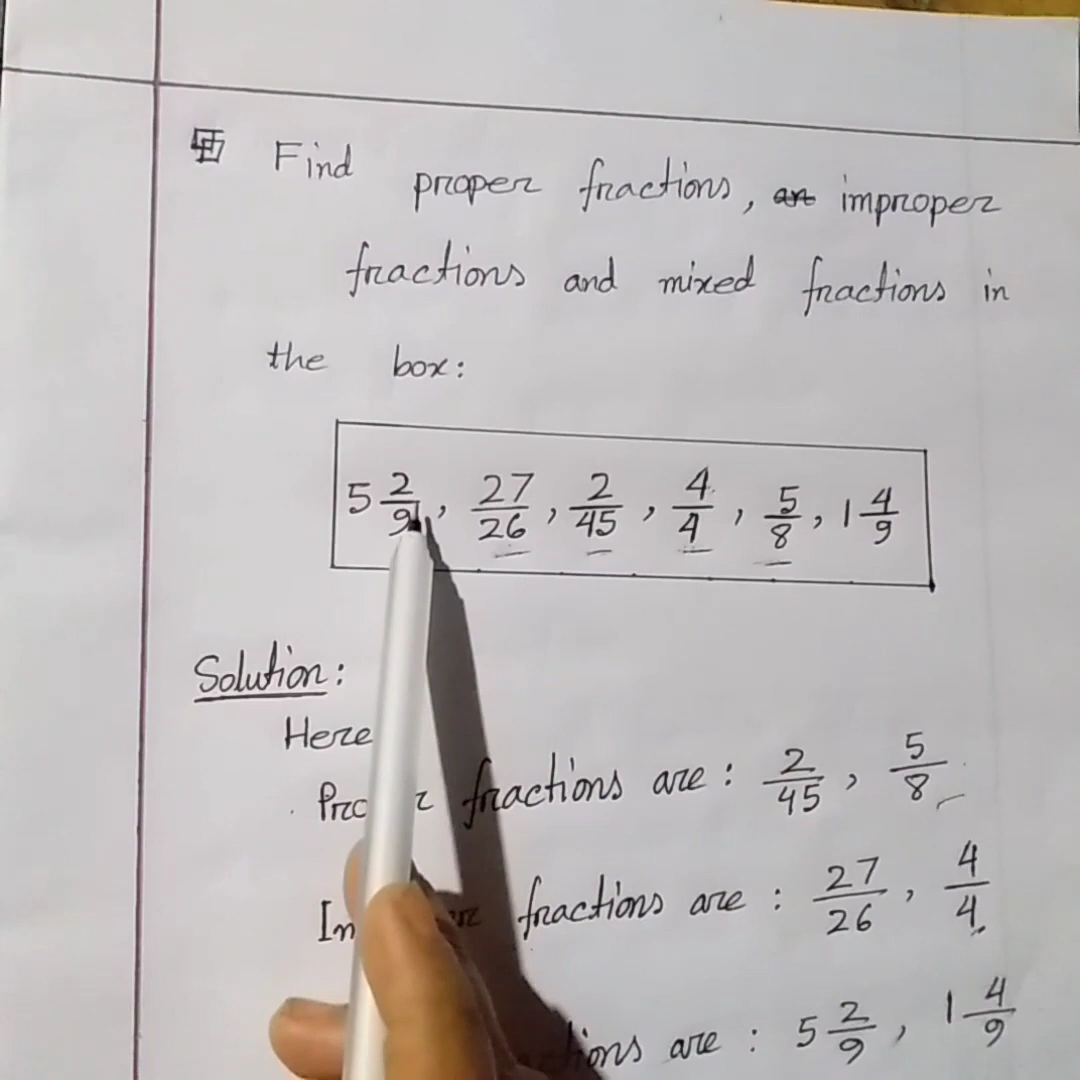 Find proper fractions, an improper
fractions and mixed fractions in
the box:
5 2/9, 27/26, 2/45, 4/4, 5/8, 1 4/9
Solution:
Here
fractions are: 2/45, 5/8
fractions are: 27/26, 4/4
are: 5 2/9, 1 4/9